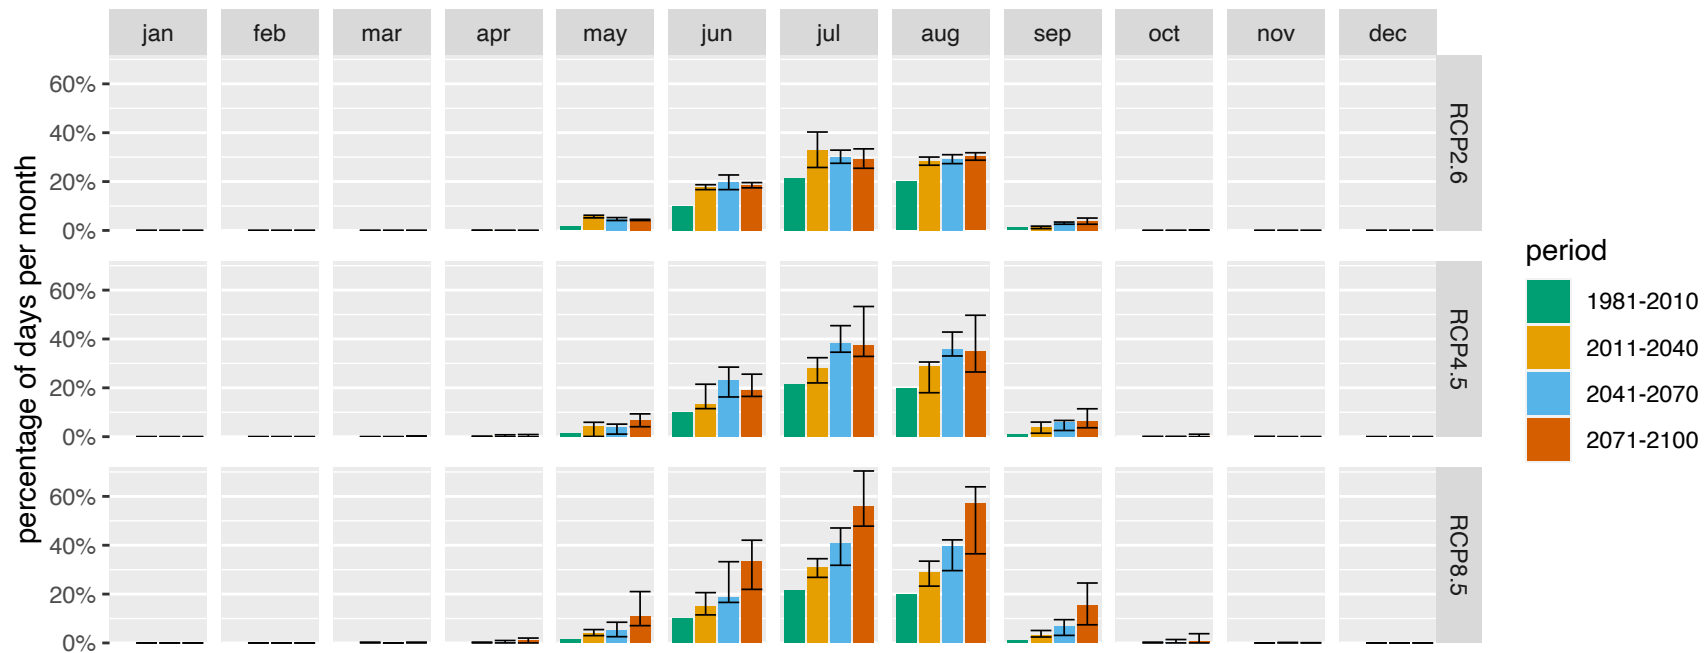 jan feb mar apr may jun jul aug sep oct nov dec
percentage of days per month
60%
40%
20%
0%
RCP2.6
60%
40%
20%
0%
RCP4.5
60%
40%
20%
0%
RCP8.5
period
1981-2010
2011-2040
2041-2070
2071-2100